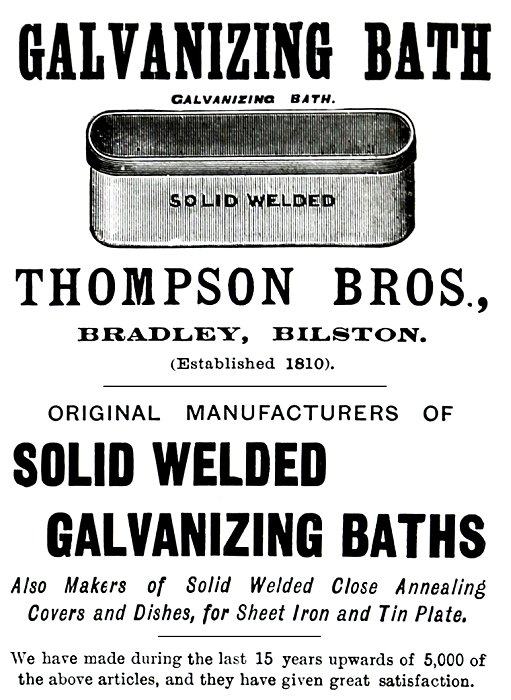 GALVANIZING BATH
GALVANIZING BATH.
SOLID WELDED
THOMPSON BROS.,
BRADLEY, BILSTON.
(Established 1810).
ORIGINAL MANUFACTURERS OF
SOLID WELDED
GALVANIZING BATHS
Also Makers of Solid Welded Close Annealing
Covers and Dishes, for Sheet Iron and Tin Plate.
We have made during the last 15 years upwards of 5,000 of
the above articles, and they have given great satisfaction.